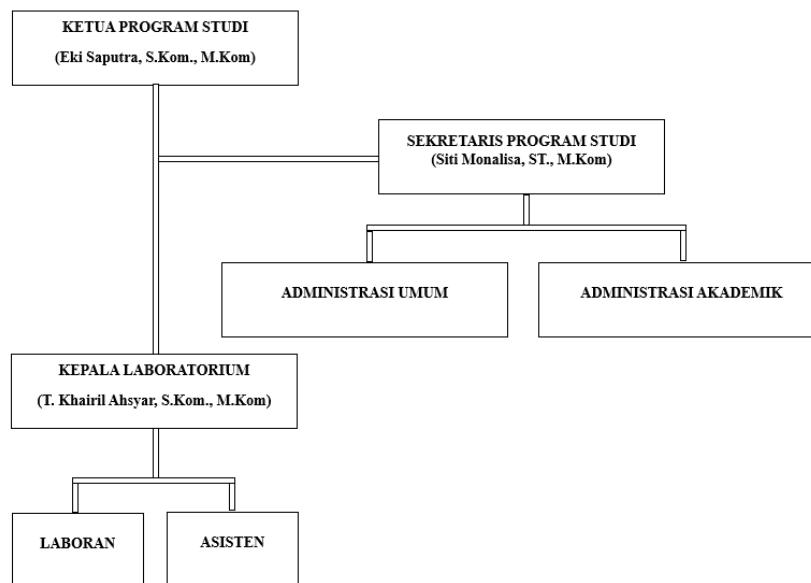 KETUA PROGRAM STUDI
(Eki Saputra, S.Kom., M.Kom)
SEKRETARIS PROGRAM STUDI
(Siti Monalisa, ST., M.Kom)
ADMINISTRASI UMUM
ADMINISTRASI AKADEMIK
KEPALA LABORATORIUM
(T. Khairil Ahsyar, S.Kom., M.Kom)
LABORAN
ASISTEN